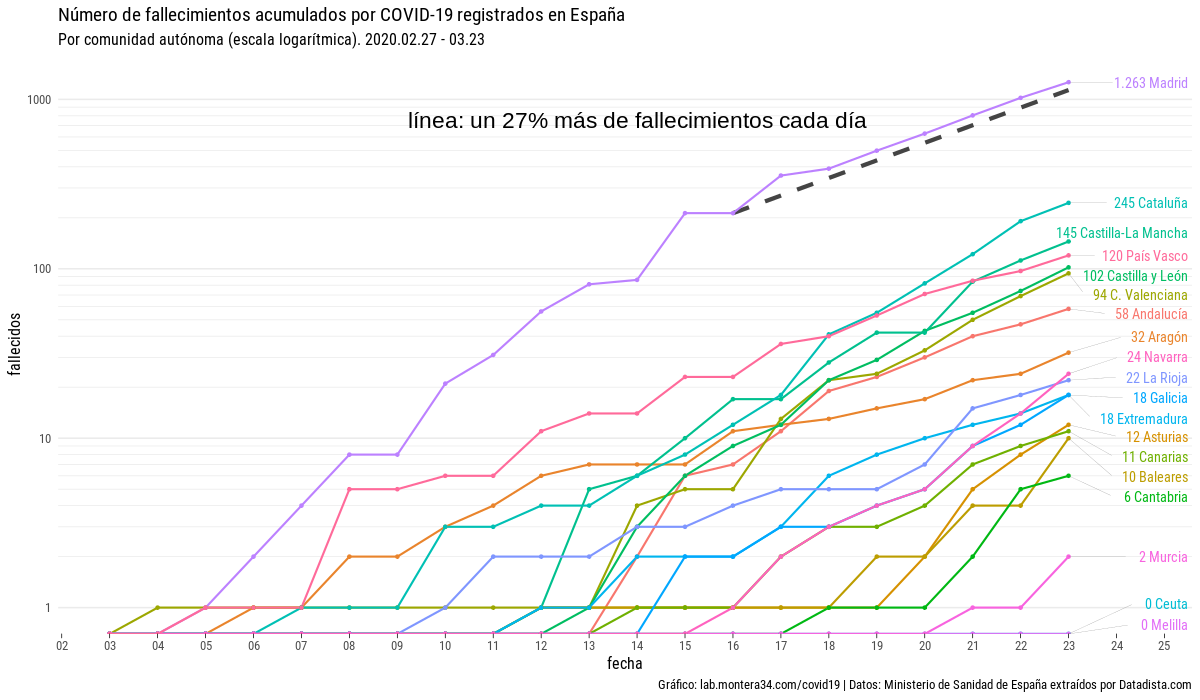 Número de fallecimientos acumulados por COVID-19 registrados en España
Por comunidad autónoma (escala logarítmica). 2020.02.27 - 03.23
1000
100
10
1
fallecidos
línea: un 27% más de fallecimientos cada día
1.263 Madrid
245 Cataluña
145 Castilla-La Mancha
120 País Vasco
102 Castilla y León
94 C. Valenciana
58 Andalucía
32 Aragón
24 Navarra
22 La Rioja
18 Galicia
18 Extremadura
12 Asturias
11 Canarias
10 Baleares
6 Cantabria
2 Murcia
0 Ceuta
0 Melilla
02 03 04 05 06 07 08 09 10 11 12 13 14 15 16 17 18 19 20 21 22 23 24 25
fecha
Gráfico: lab.montera34.com/covid19 | Datos: Ministerio de Sanidad de España extraídos por Datadista.com